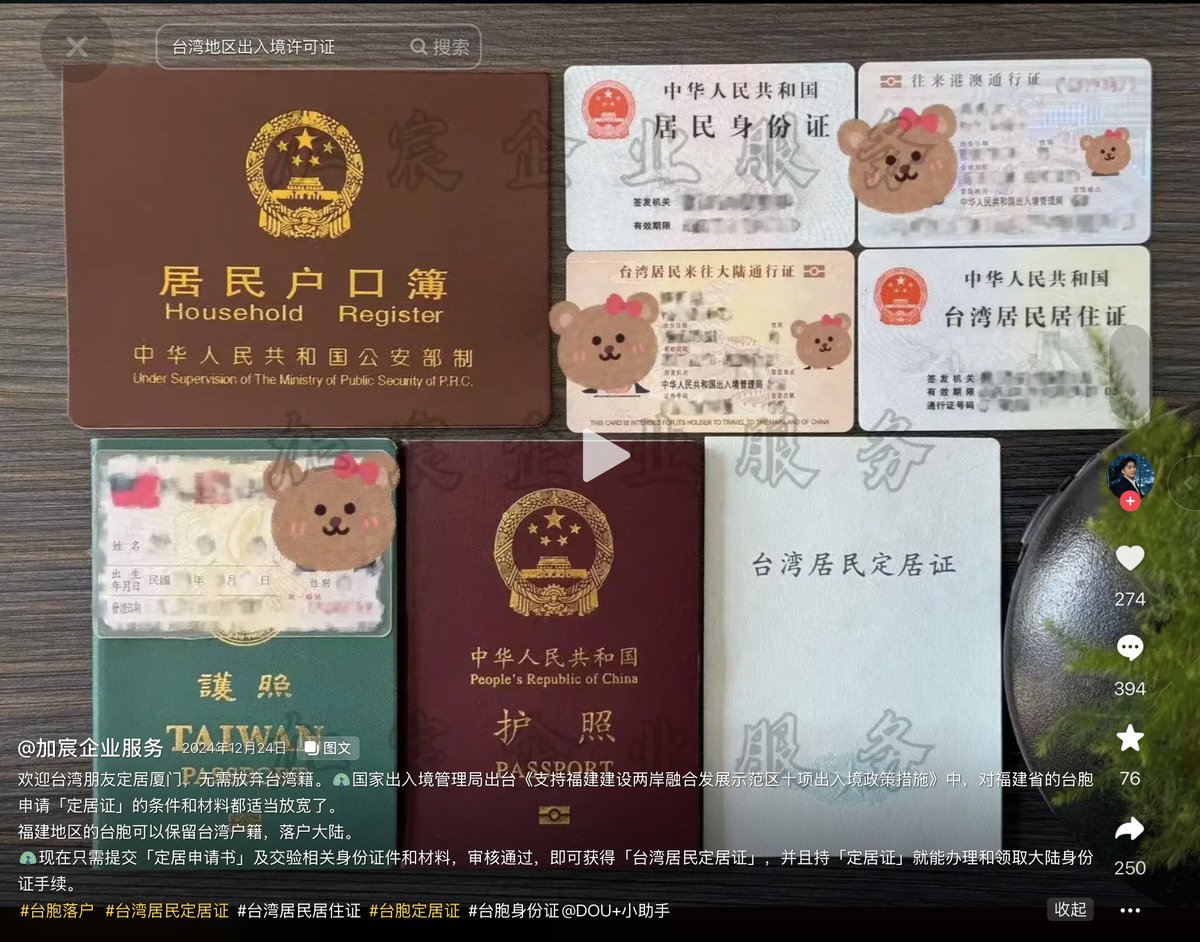 台湾地区出入境许可证
搜索
居民户口簿
Household Register
中华人民共和国公安部制
Under Supervision of The Ministry of Public Security of P.R.C.
中华人民共和国
居民身份证
签发机关
有效期限
往来港澳通行证
中华人民共和国出入境管理局
台湾居民来往大陆通行证
中华人民共和国出入境管理局
THIS CARD IS INTENDED FOR ITS HOLDER TO TRAVEL TO THE MAINLAND OF CHINA
中华人民共和国
台湾居民居住证
签发机关
有效期限
通行证号码
宸企业服务
宸企业服务
姓名
出生
年月日
民國 年 月 日
性別
護照
TAIWAN
PASSPORT
中华人民共和国
People's Republic of China
护照
PASSPORT
台湾居民定居证
274
394
76
250
@加宸企业服务
2024年12月24日
图文
欢迎台湾朋友定居厦门，无需放弃台湾籍。国家出入境管理局出台《支持福建建设两岸融合发展示范区十项出入境政策措施》中，对福建省的台胞
申请「定居证」的条件和材料都适当放宽了。
福建地区的台胞可以保留台湾户籍，落户大陆。
现在只需提交「定居申请书」及交验相关身份证件和材料，审核通过，即可获得「台湾居民定居证」，并且持「定居证」就能办理和领取大陆身份
证手续。
#台胞落户 #台湾居民定居证 #台湾居民居住证 #台胞定居证 #台胞身份证@DOU+小助手
收起